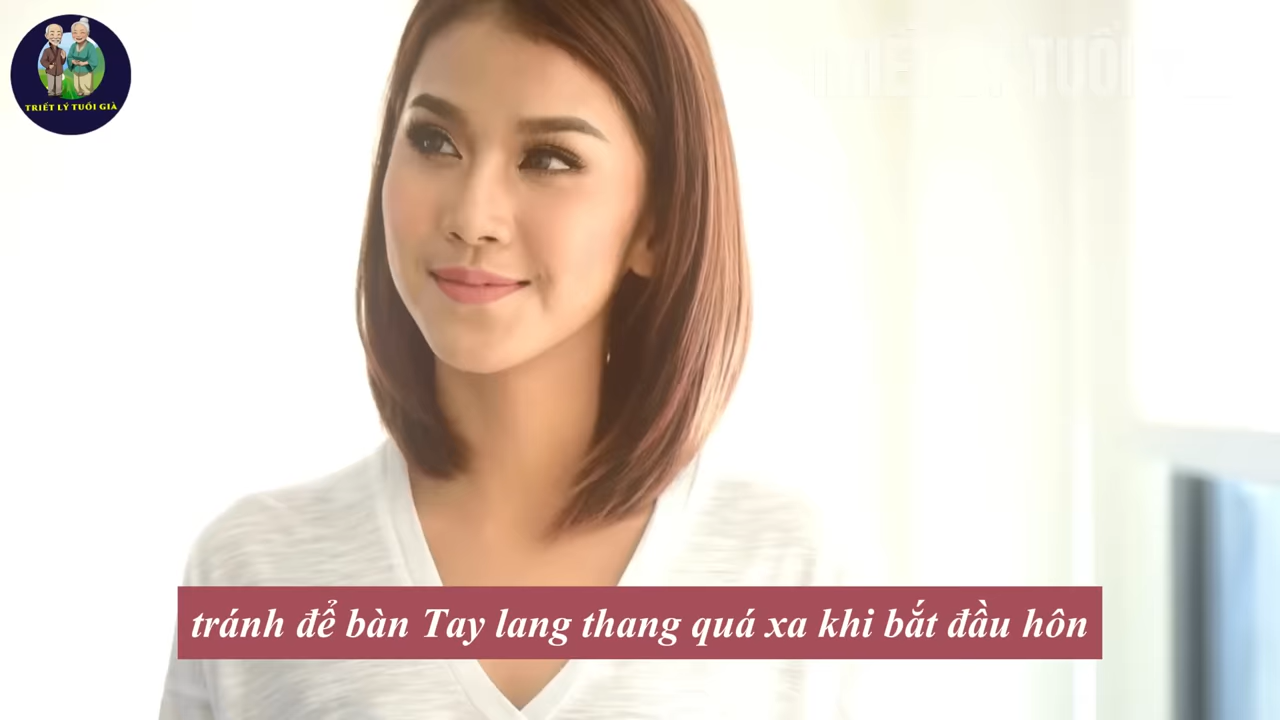 TRIẾT LÝ TUỔI GIÀ
tránh để bàn Tay lang thang quá xa khi bắt đầu hôn